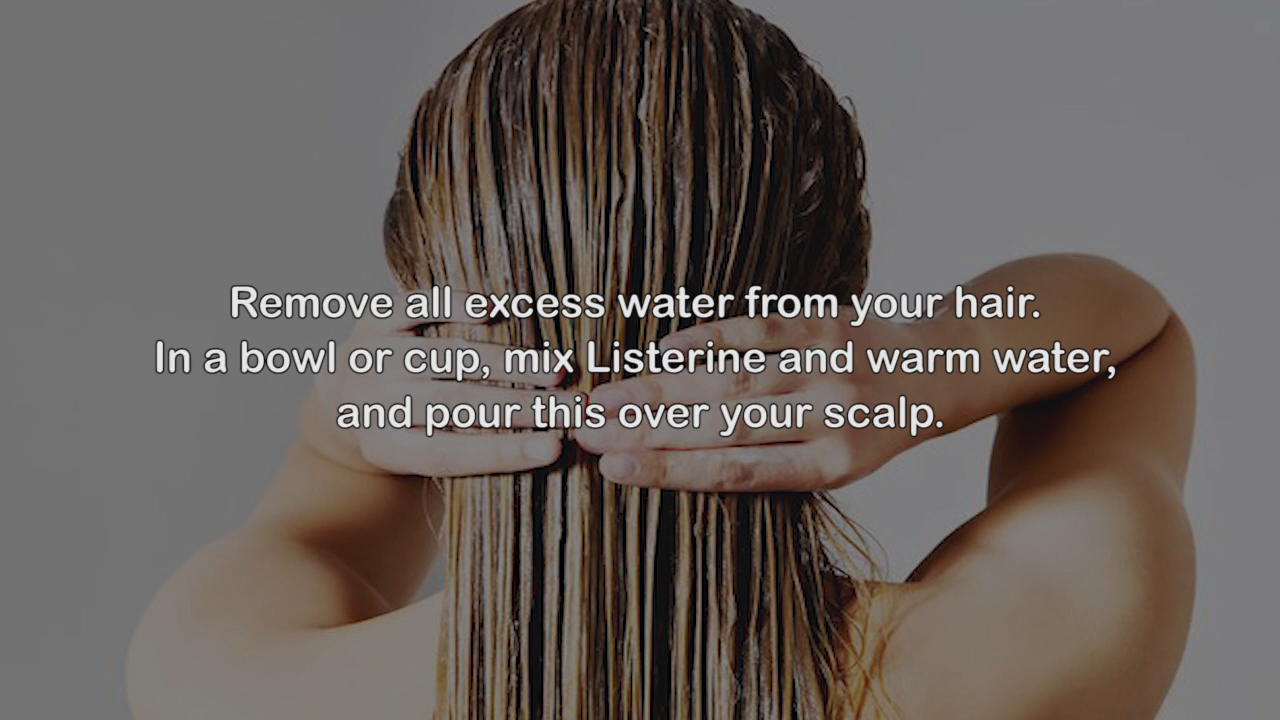 Remove all excess water from your hair.
In a bowl or cup, mix Listerine and warm water,
and pour this over your scalp.